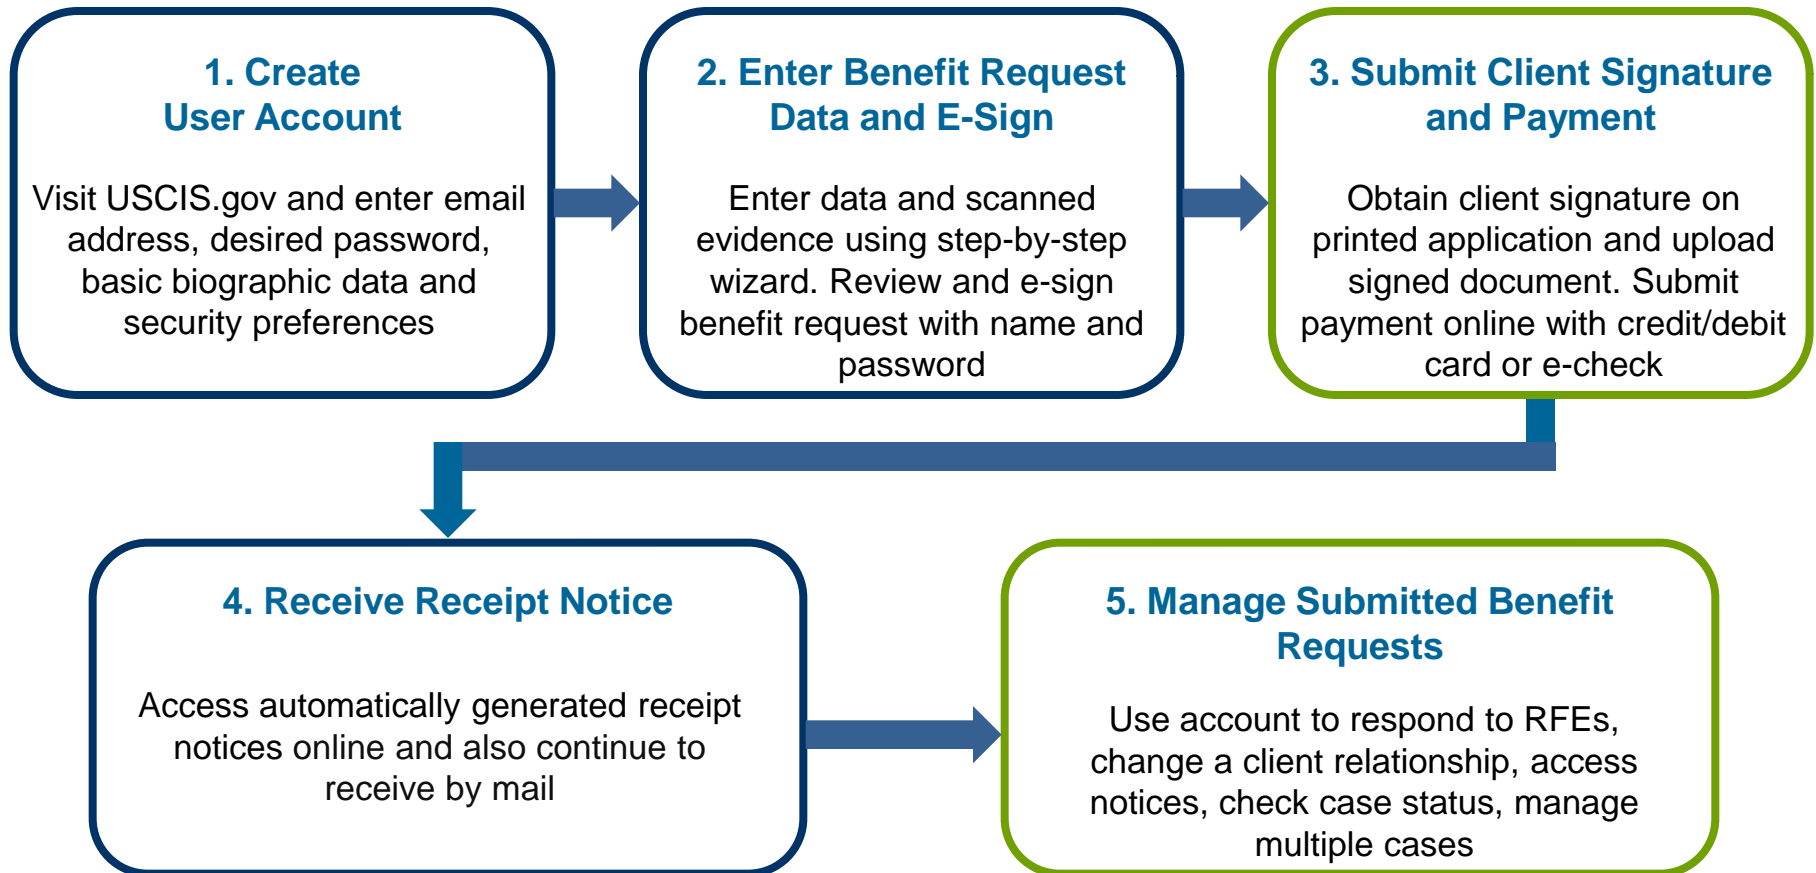 1. Create
User Account
Visit USCIS.gov and enter email
address, desired password,
basic biographic data and
security preferences
2. Enter Benefit Request
Data and E-Sign
Enter data and scanned
evidence using step-by-step
wizard. Review and e-sign
benefit request with name and
password
3. Submit Client Signature
and Payment
Obtain client signature on
printed application and upload
signed document. Submit
payment online with credit/debit
card or e-check
4. Receive Receipt Notice
Access automatically generated receipt
notices online and also continue to
receive by mail
5. Manage Submitted Benefit
Requests
Use account to respond to RFEs,
change a client relationship, access
notices, check case status, manage
multiple cases